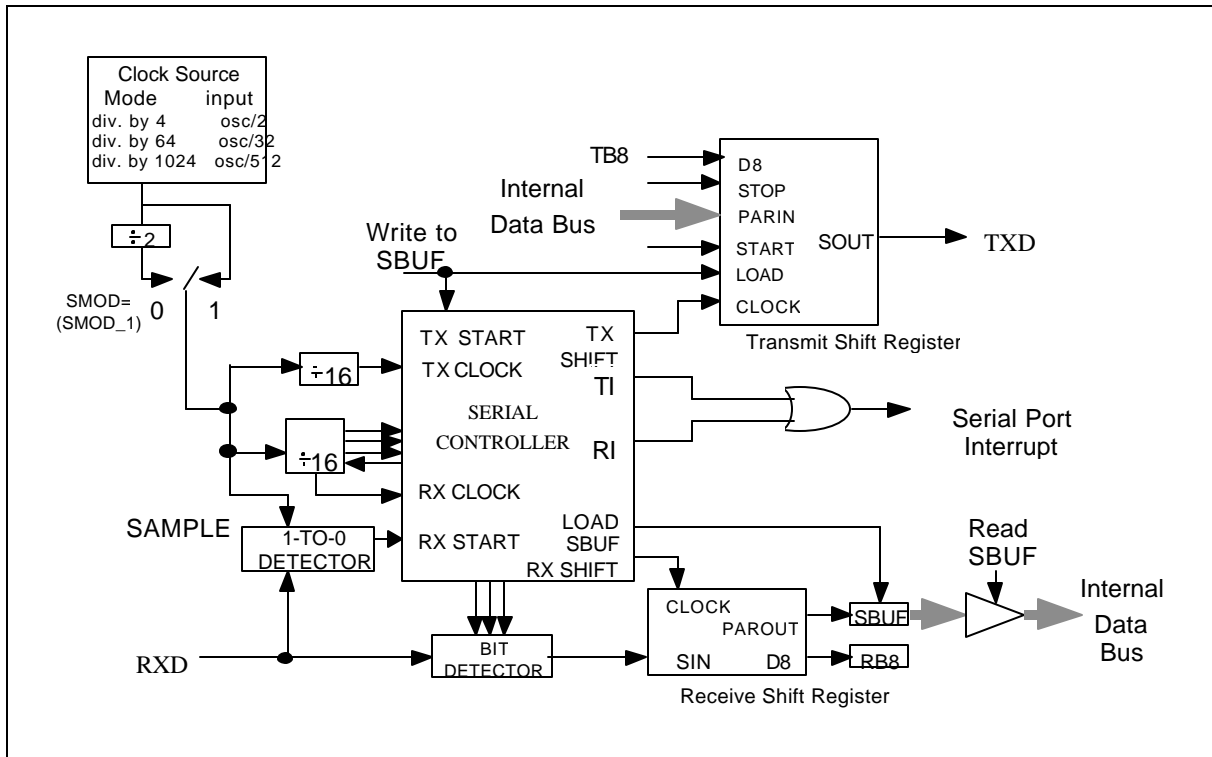 Clock Source
Mode input
div. by 4 osc/2
div. by 64 osc/32
div. by 1024 osc/512
÷2
SMOD=
(SMOD_1)
0 1
Write to
SBUF
TB8
Internal
Data Bus
D8
STOP
PARIN
START
LOAD
CLOCK
SOUT
TXD
Transmit Shift Register
÷16
÷16
TX START
TX CLOCK
SERIAL
CONTROLLER
RX CLOCK
RX START
TX
SHIFT
TI
RI
LOAD
SBUF
RX SHIFT
Serial Port
Interrupt
SAMPLE
1-TO-0
DETECTOR
RXD
BIT
DETECTOR
CLOCK
PAROUT
SIN D8
Receive Shift Register
SBUF
RB8
Read
SBUF
Internal
Data
Bus